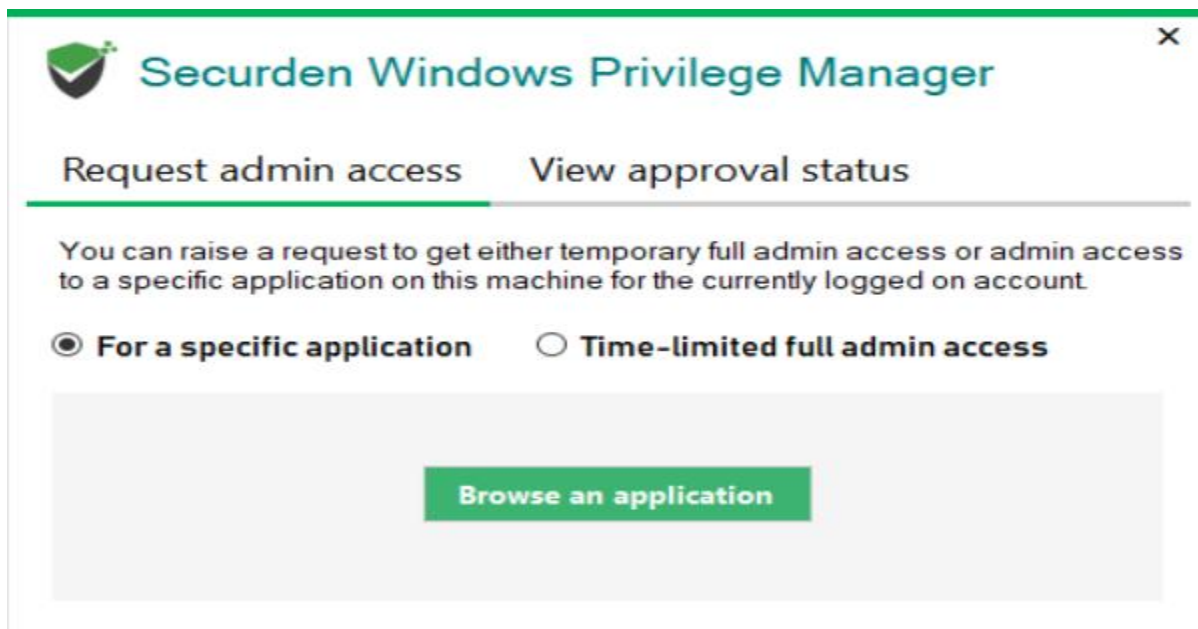 Securden Windows Privilege Manager
Request admin access View approval status
You can raise a request to get either temporary full admin access or admin access
to a specific application on this machine for the currently logged on account.
For a specific application Time-limited full admin access
Browse an application